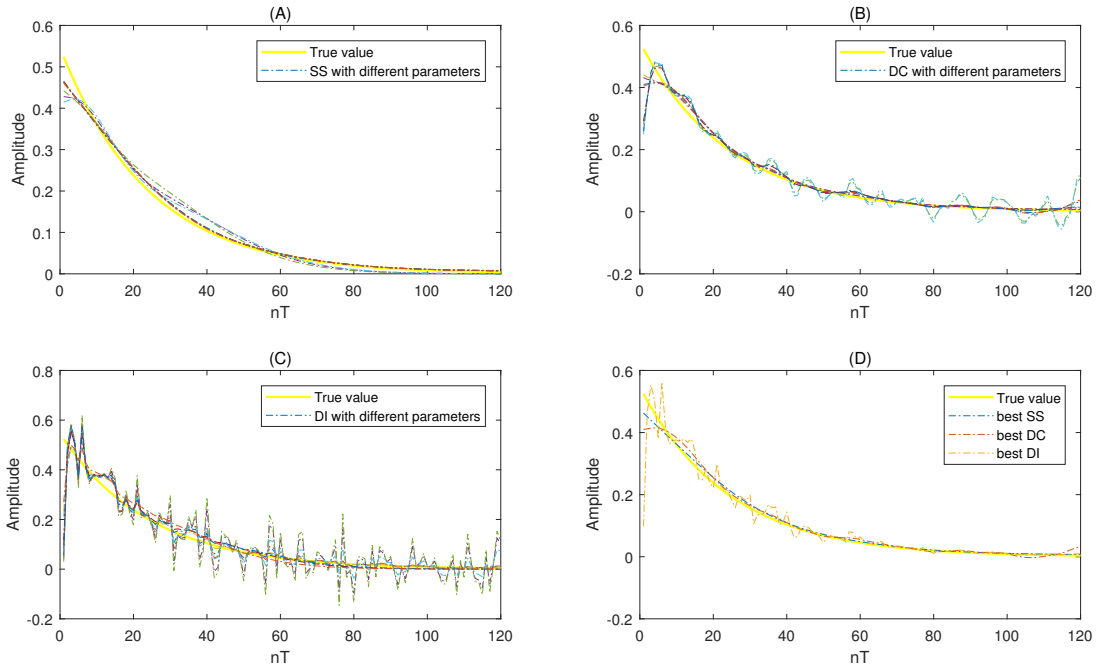 (A)
0.6
0.5
0.4
0.3
0.2
0.1
0
Amplitude
True value
SS with different parameters
0 20 40 60 80 100 120
nT
(B)
0.6
0.4
0.2
0
-0.2
Amplitude
True value
DC with different parameters
0 20 40 60 80 100 120
nT
(C)
0.8
0.6
0.4
0.2
0
-0.2
Amplitude
True value
DI with different parameters
0 20 40 60 80 100 120
nT
(D)
0.6
0.4
0.2
0
-0.2
Amplitude
True value
best SS
best DC
best DI
0 20 40 60 80 100 120
nT